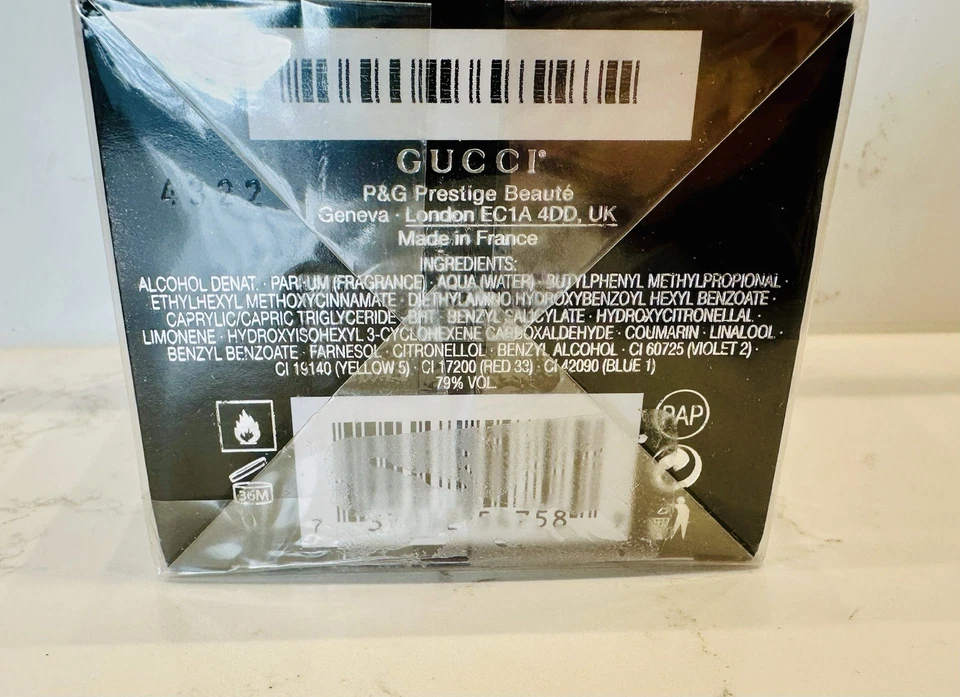 GUCCI®
4322
P&G Prestige Beauté
Geneva · London EC1A 4DD, UK
Made in France
INGREDIENTS:
ALCOHOL DENAT. · PARFUM (FRAGRANCE) · AQUA (WATER) · BUTYLPHENYL METHYLPROPIONAL ·
ETHYLHEXYL METHOXYCINNAMATE · DIETHYLAMINO HYDROXYBENZOYL HEXYL BENZOATE ·
CAPRYLIC/CAPRIC TRIGLYCERIDE · BHT · BENZYL SALICYLATE · HYDROXYCITRONELLAL ·
LIMONENE · HYDROXYISOHEXYL 3-CYCLOHEXENE CARBOXALDEHYDE · COUMARIN · LINALOOL ·
BENZYL BENZOATE · FARNESOL · CITRONELLOL · BENZYL ALCOHOL · CI 60725 (VIOLET 2) ·
CI 19140 (YELLOW 5) · CI 17200 (RED 33) · CI 42090 (BLUE 1)
79% VOL.
PAP
36M
7 3 758